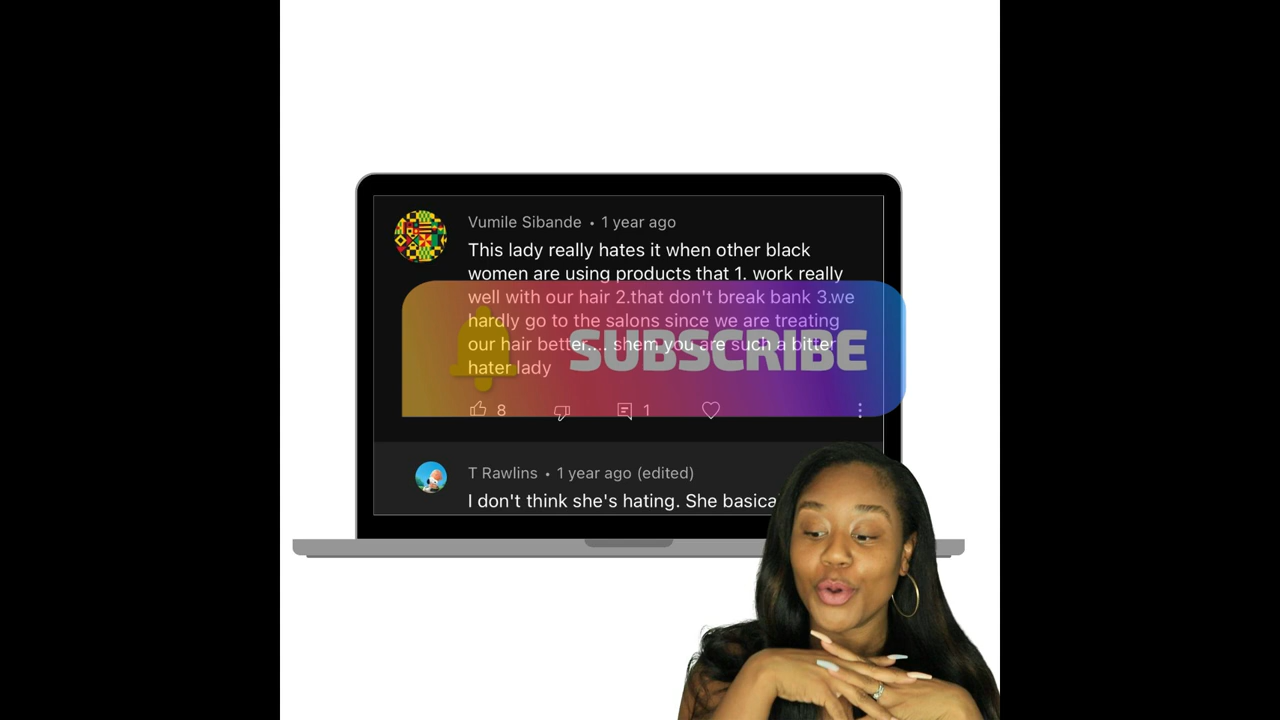 Vumile Sibande • 1 year ago
This lady really hates it when other black
women are using products that 1. work really
well with our hair 2.that don't break bank 3.we
hardly go to the salons since we are treating
our hair better.... shem you are such a bitter
hater lady
SUBSCRIBE
8
1
T Rawlins • 1 year ago (edited)
I don't think she's hating. She basica